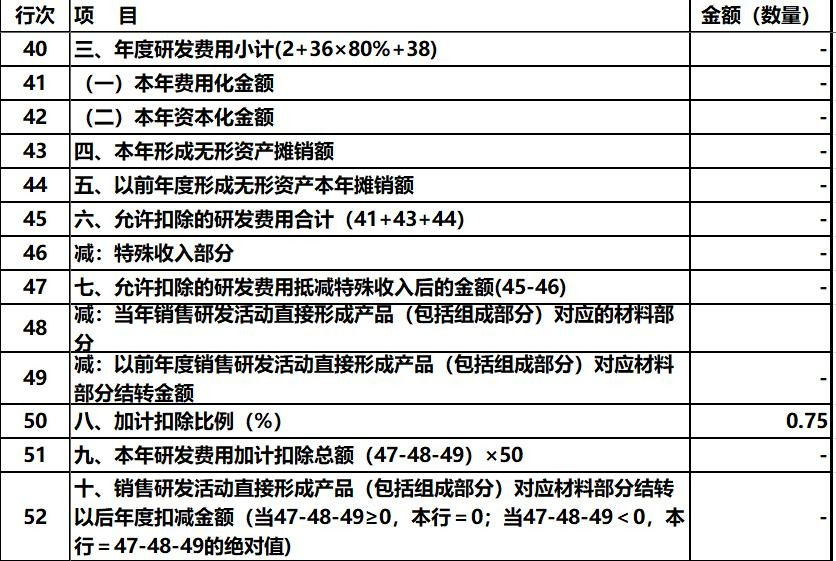 行次 项 目 金额（数量）
40 三、年度研发费用小计(2+36×80%+38) -
41 （一）本年费用化金额 -
42 （二）本年资本化金额 -
43 四、本年形成无形资产摊销额 -
44 五、以前年度形成无形资产本年摊销额 -
45 六、允许扣除的研发费用合计（41+43+44） -
46 减：特殊收入部分 -
47 七、允许扣除的研发费用抵减特殊收入后的金额(45-46) -
48 减：当年销售研发活动直接形成产品（包括组成部分）对应的材料部
分
49 减：以前年度销售研发活动直接形成产品（包括组成部分）对应材料 -
部分结转金额
50 八、加计扣除比例（%） 0.75
51 九、本年研发费用加计扣除总额（47-48-49）×50 -
十、销售研发活动直接形成产品（包括组成部分）对应材料部分结转
52 以后年度扣减金额（当47-48-49≥0，本行＝0；当47-48-49＜0，本 -
行＝47-48-49的绝对值)